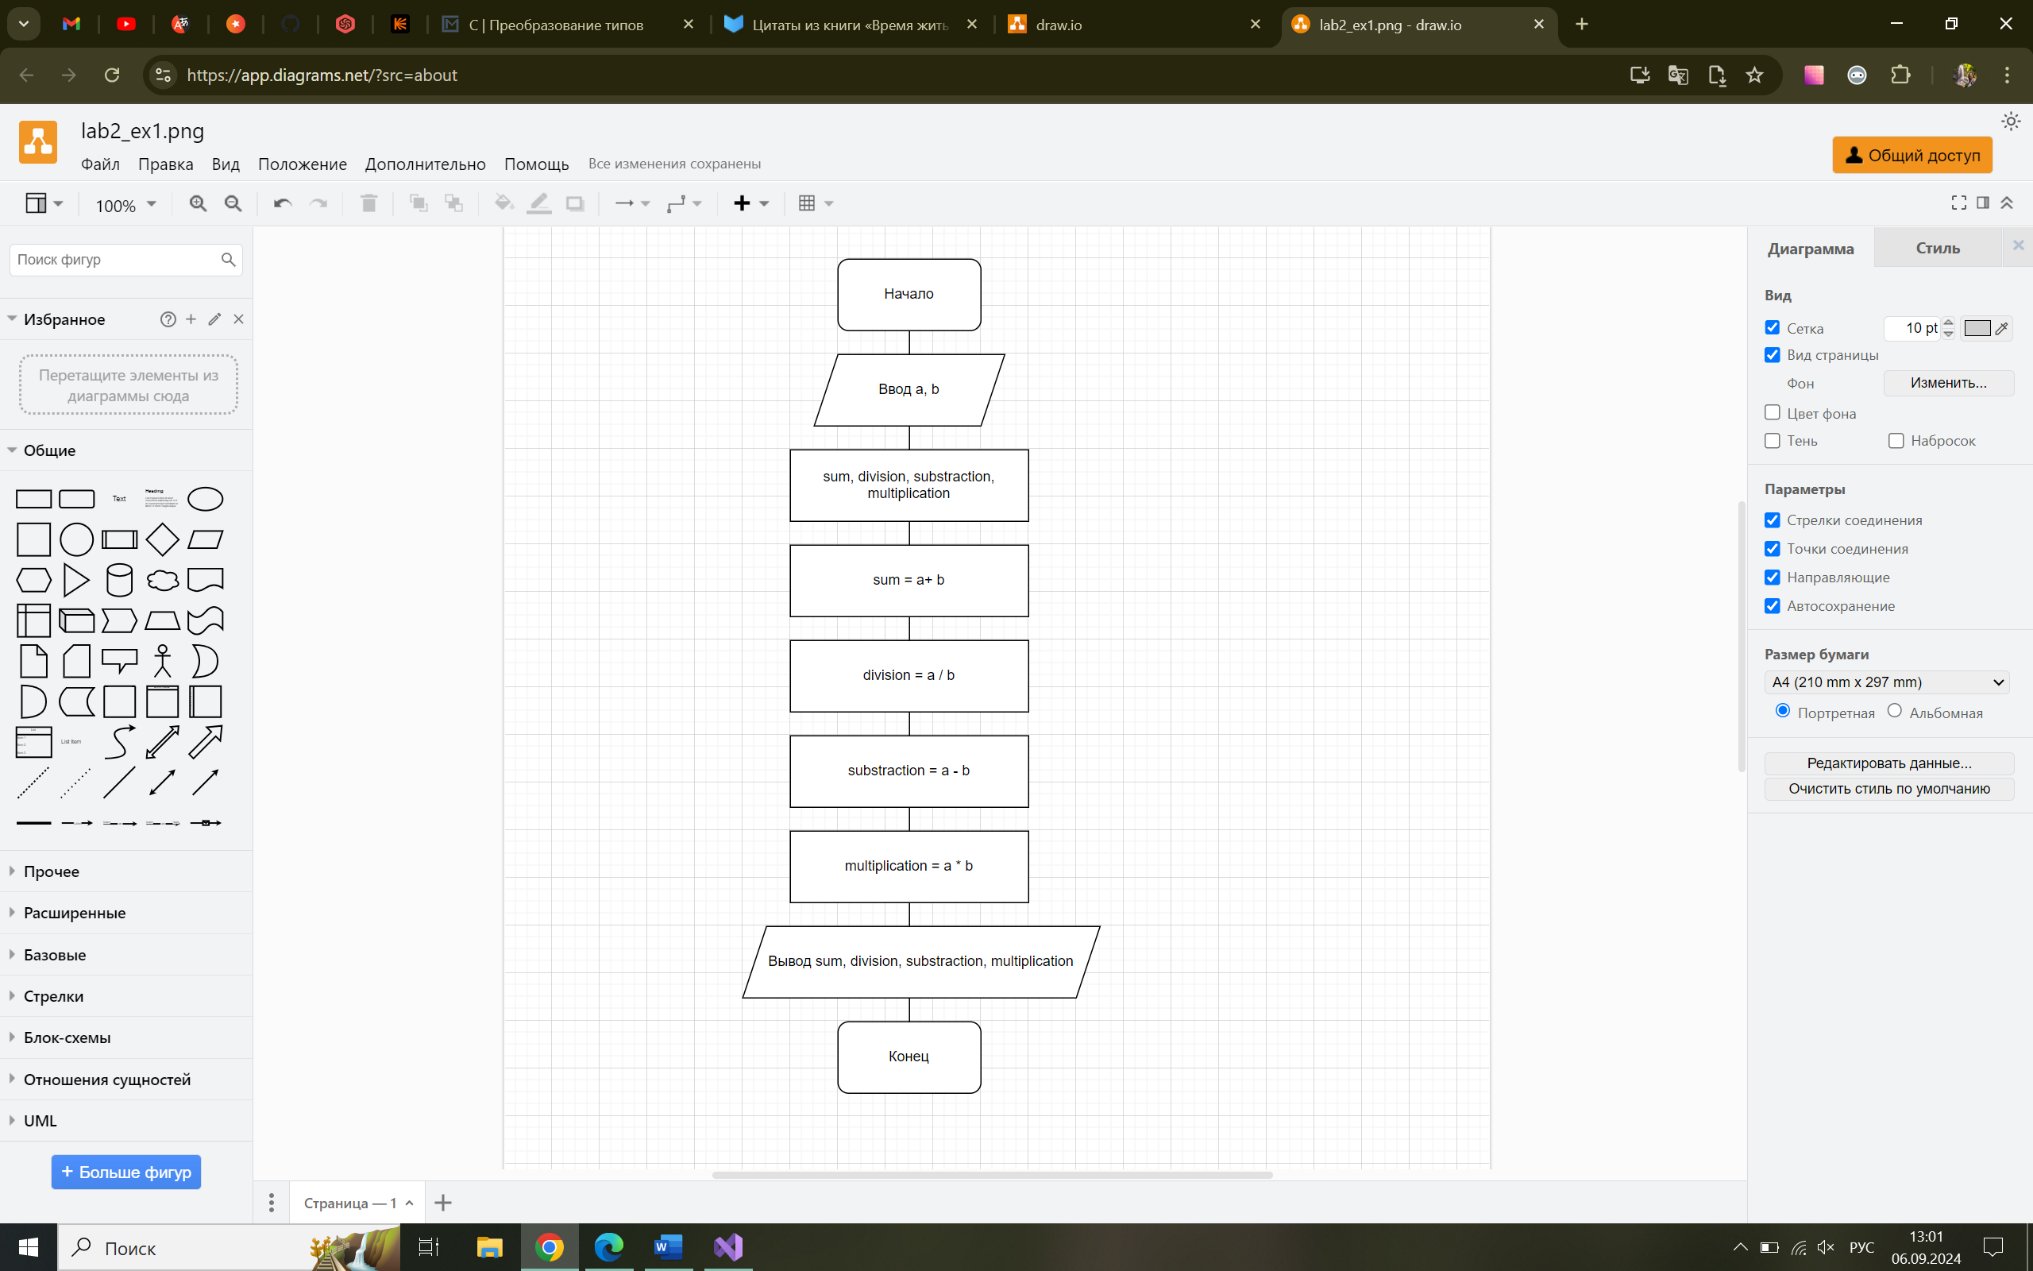 C | Преобразование типов
Цитаты из книги «Время жить
draw.io
lab2_ex1.png - draw.io
https://app.diagrams.net/?src=about
lab2_ex1.png
Файл Правка Вид Положение Дополнительно Помощь Все изменения сохранены
Общий доступ
100%
Поиск фигур
Избранное
Перетащите элементы из
диаграммы сюда
Общие
Text
Heading
List Item
Прочее
Расширенные
Базовые
Стрелки
Блок-схемы
Отношения сущностей
UML
+ Больше фигур
Начало
Ввод a, b
sum, division, substraction,
multiplication
sum = a+ b
division = a / b
substraction = a - b
multiplication = a * b
Вывод sum, division, substraction, multiplication
Конец
Страница — 1
Диаграмма Стиль
Вид
Сетка 10 pt
Вид страницы
Фон Изменить...
Цвет фона
Тень Набросок
Параметры
Стрелки соединения
Точки соединения
Направляющие
Автосохранение
Размер бумаги
A4 (210 mm x 297 mm)
Портретная Альбомная
Редактировать данные...
Очистить стиль по умолчанию
Поиск
РУС
13:01
06.09.2024